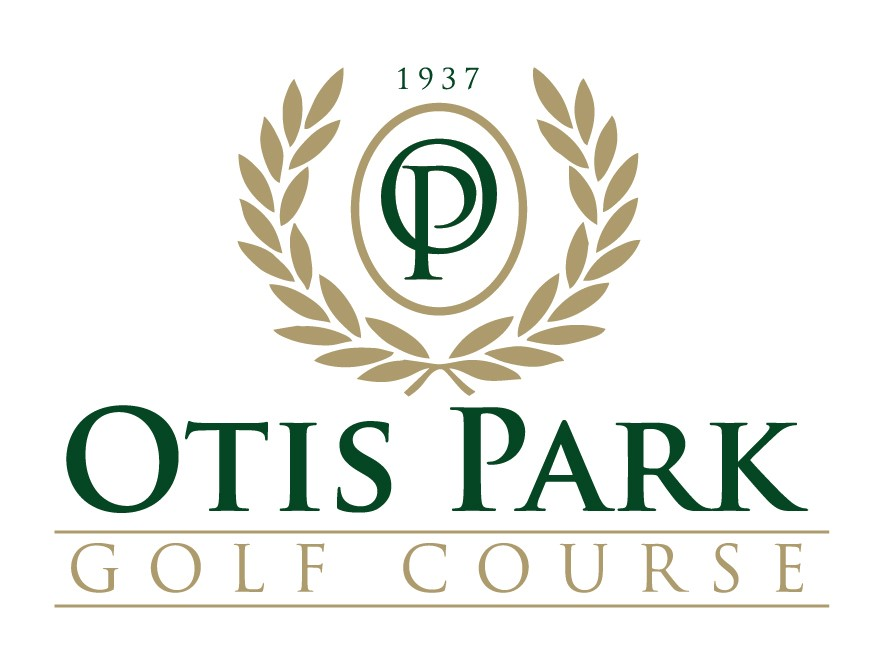 1937
OP
OTIS PARK
GOLF COURSE